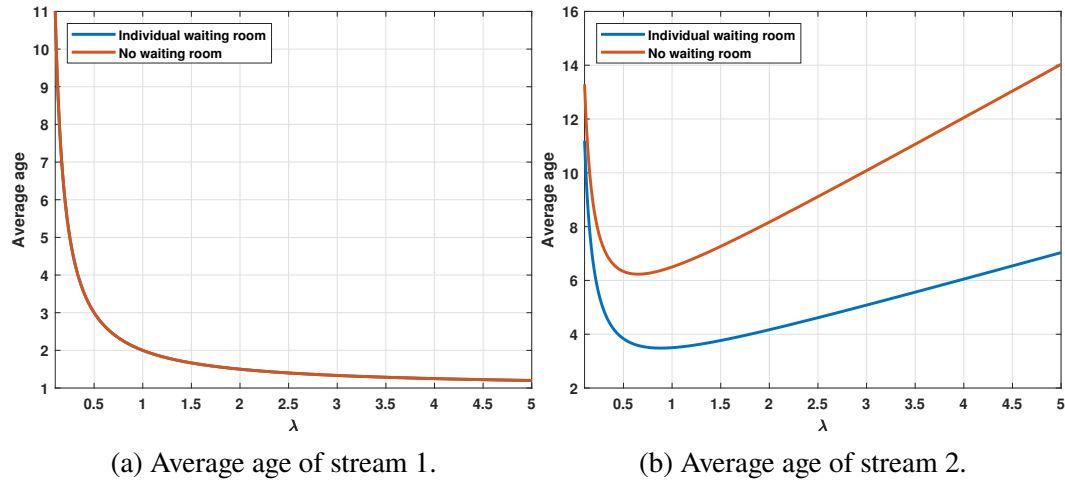 Individual waiting room
No waiting room
11
10
9
8
7
6
5
4
3
2
1
Average age
0.5 1 1.5 2 2.5 3 3.5 4 4.5 5
λ
(a) Average age of stream 1.
Individual waiting room
No waiting room
16
14
12
10
8
6
4
2
Average age
0.5 1 1.5 2 2.5 3 3.5 4 4.5 5
λ
(b) Average age of stream 2.